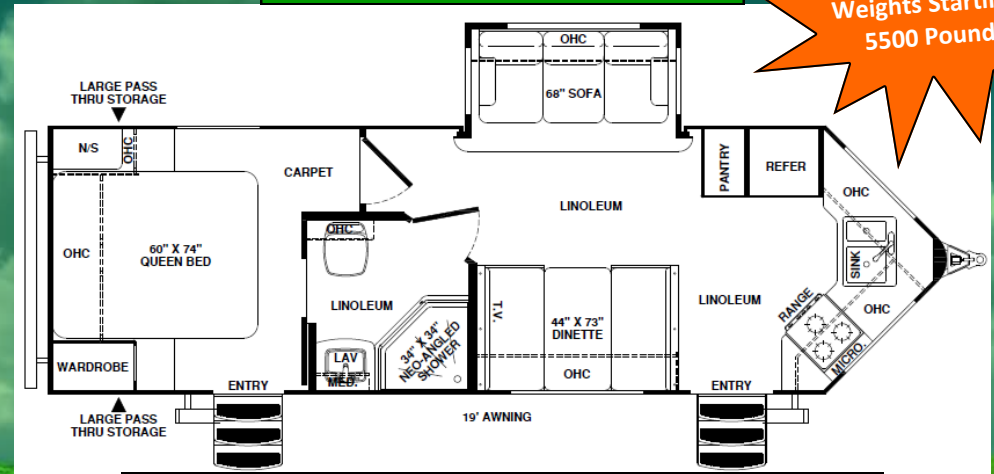 Weights Starti
5500 Pound
LARGE PASS
THRU STORAGE
N/S
OHC
CARPET
OHC
60" X 74"
QUEEN BED
WARDROBE
ENTRY
LARGE PASS
THRU STORAGE
OHC
LINOLEUM
LAV
MED.
34" X 34"
NEO-ANGLED
SHOWER
OHC
68" SOFA
LINOLEUM
T.V.
44" X 73"
DINETTE
OHC
19' AWNING
PANTRY
REFER
LINOLEUM
OHC
SINK
OHC
RANGE
MICRO.
ENTRY